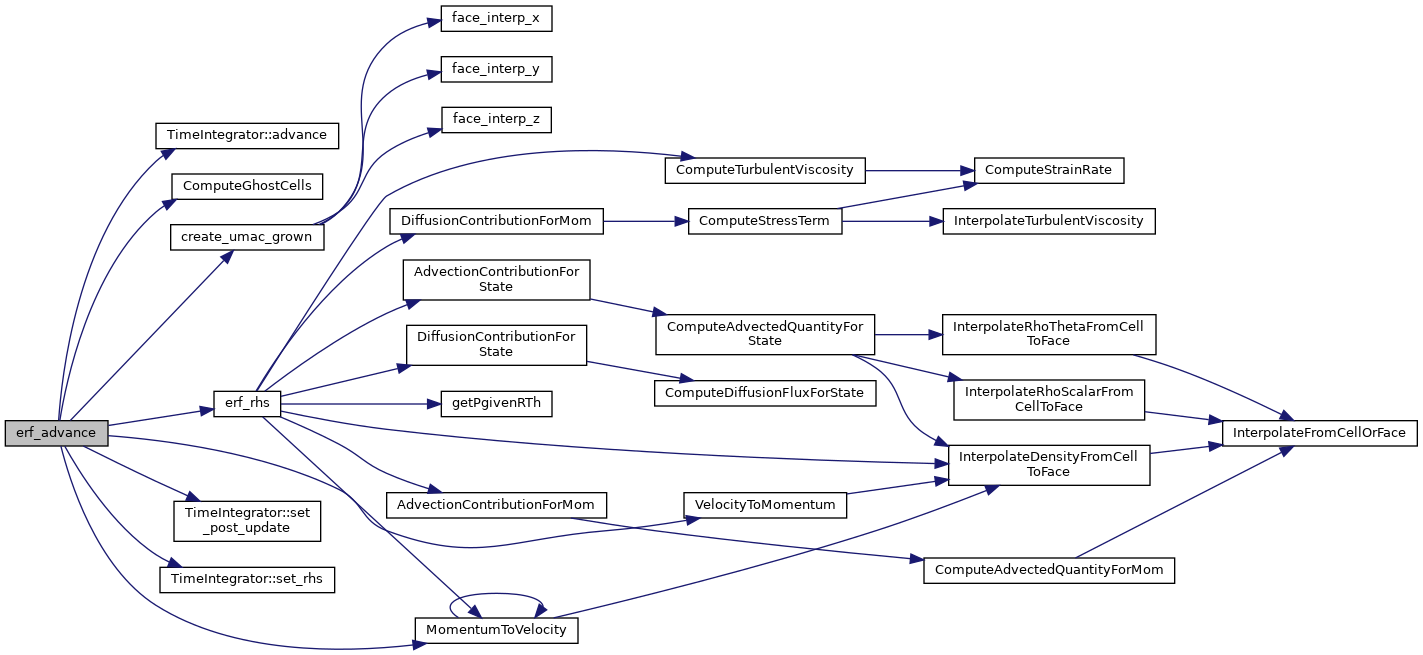 face_interp_x
face_interp_y
face_interp_z
TimeIntegrator::advance
ComputeTurbulentViscosity
ComputeStrainRate
ComputeGhostCells
create_umac_grown
DiffusionContributionForMom
ComputeStressTerm
InterpolateTurbulentViscosity
AdvectionContributionFor
State
ComputeAdvectedQuantityFor
State
InterpolateRhoThetaFromCell
ToFace
DiffusionContributionFor
State
ComputeDiffusionFluxForState
InterpolateRhoScalarFrom
CellToFace
erf_rhs
getPgivenRTh
erf_advance
InterpolateFromCellOrFace
InterpolateDensityFromCell
ToFace
AdvectionContributionForMom
VelocityToMomentum
TimeIntegrator::set
_post_update
ComputeAdvectedQuantityForMom
TimeIntegrator::set_rhs
MomentumToVelocity